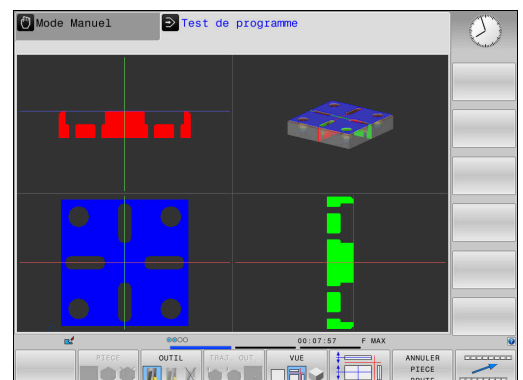 Mode Manuel
Test de programme
00:07:57 F MAX
PIECE OUTIL TRAJ. OUT. VUE ANNULER
PIECE
BRUTE